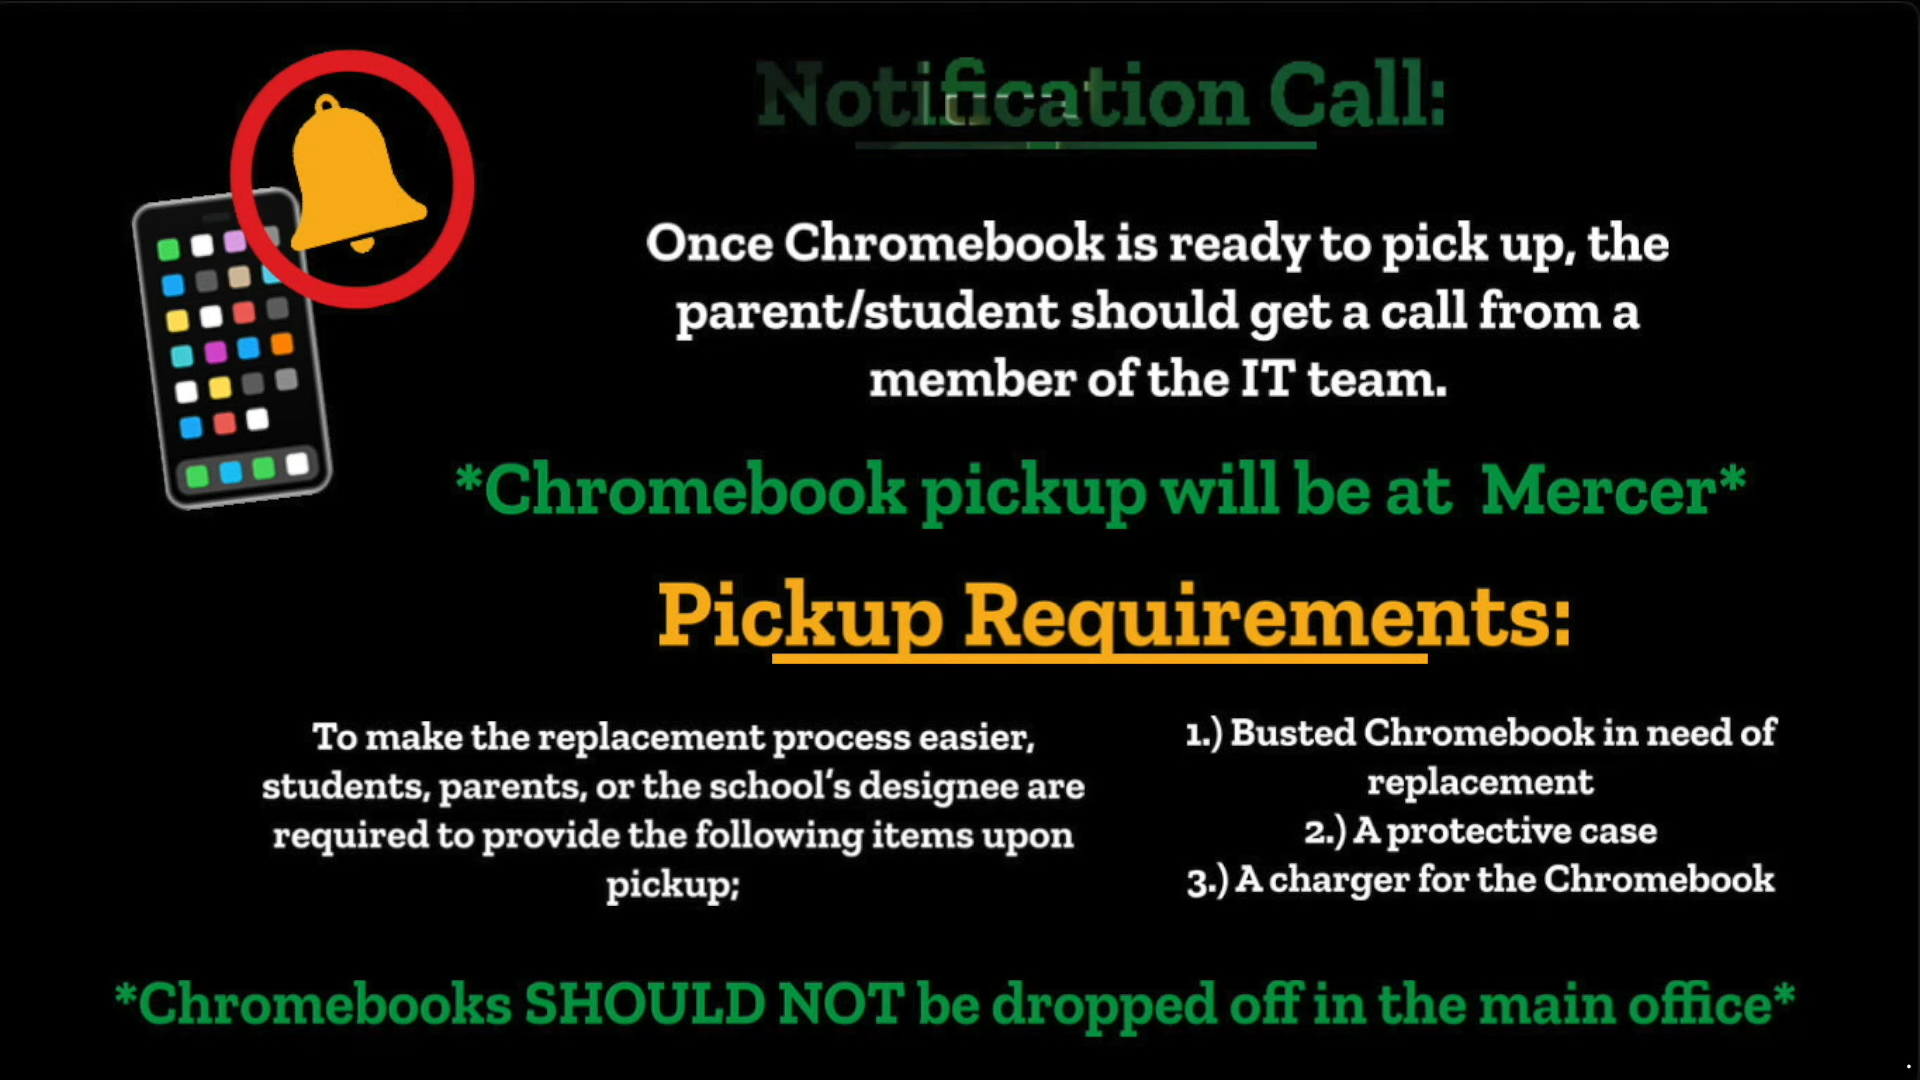 Notification Call:
Once Chromebook is ready to pick up, the
parent/student should get a call from a
member of the IT team.
*Chromebook pickup will be at Mercer*
Pickup Requirements:
To make the replacement process easier,
students, parents, or the school's designee are
required to provide the following items upon
pickup;
1.) Busted Chromebook in need of
replacement
2.) A protective case
3.) A charger for the Chromebook
*Chromebooks SHOULD NOT be dropped off in the main office*